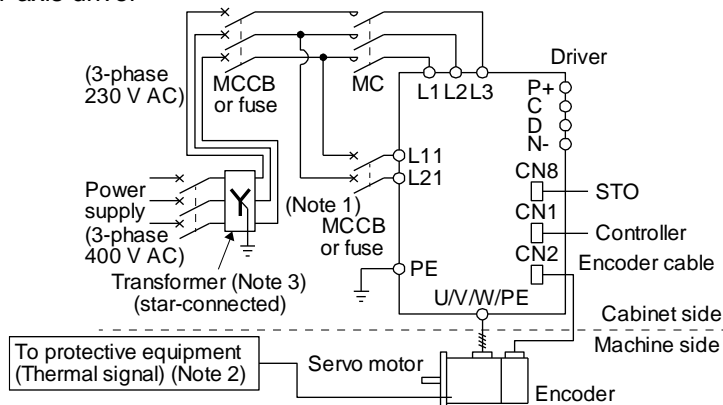 (3-phase
230 V AC)
MCCB
or fuse
MC
L1 L2 L3
Driver
P+
C
D
N-
L11
L21
CN8
STO
Power
supply
(3-phase
400 V AC)
(Note 1)
MCCB
or fuse
CN1
Controller
CN2
Encoder cable
Transformer (Note 3)
(star-connected)
PE
U/V/W/PE
Cabinet side
Machine side
To protective equipment
(Thermal signal) (Note 2)
Servo motor
Encoder